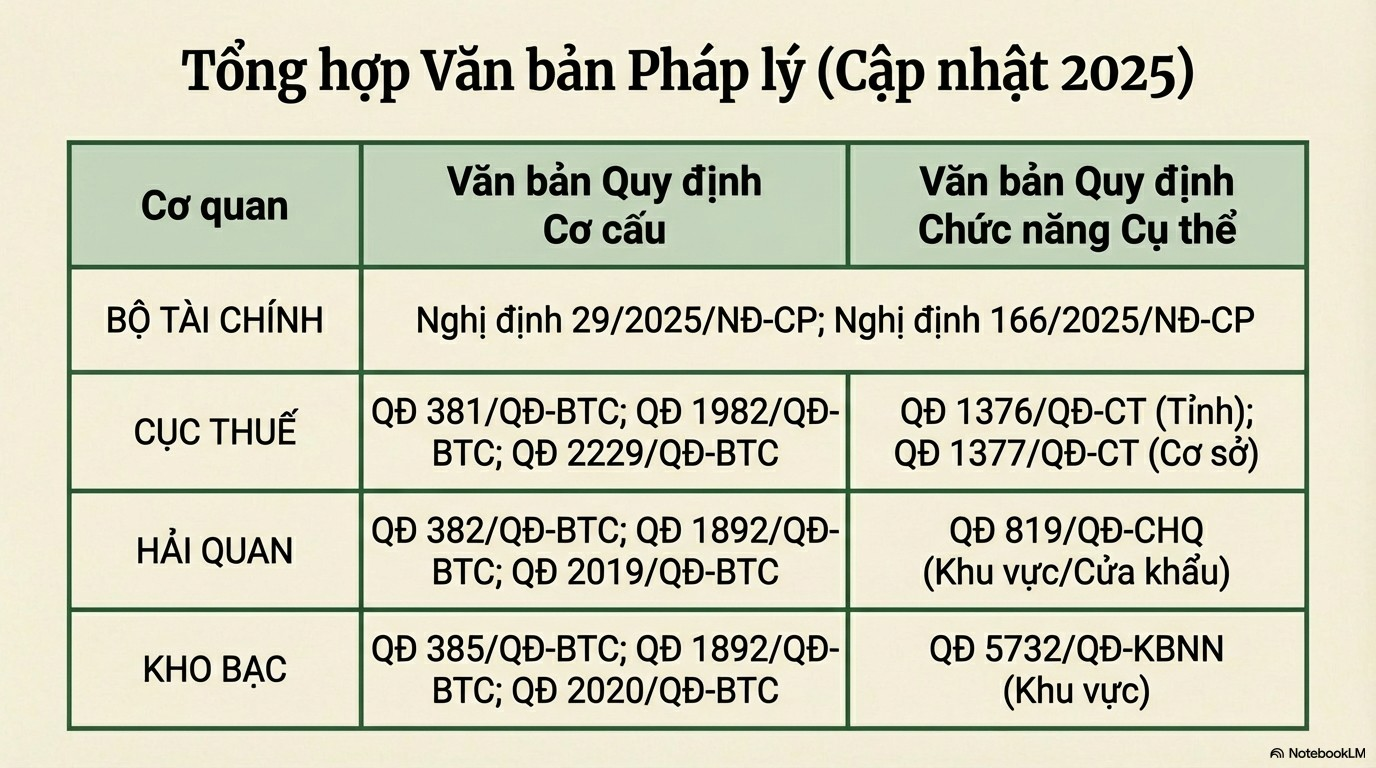 Tổng hợp Văn bản Pháp lý (Cập nhật 2025)
Cơ quan
Văn bản Quy định
Cơ cấu
Văn bản Quy định
Chức năng Cụ thể
BỘ TÀI CHÍNH
Nghị định 29/2025/NĐ-CP; Nghị định 166/2025/NĐ-CP
CỤC THUẾ
QĐ 381/QĐ-BTC; QĐ 1982/QĐ-
BTC; QĐ 2229/QĐ-BTC
QĐ 1376/QĐ-CT (Tỉnh);
QĐ 1377/QĐ-CT (Cơ sở)
HẢI QUAN
QĐ 382/QĐ-BTC; QĐ 1892/QĐ-
BTC; QĐ 2019/QĐ-BTC
QĐ 819/QĐ-CHQ
(Khu vực/Cửa khẩu)
KHO BẠC
QĐ 385/QĐ-BTC; QĐ 1892/QĐ-
BTC; QĐ 2020/QĐ-BTC
QĐ 5732/QĐ-KBNN
(Khu vực)
NotebookLM